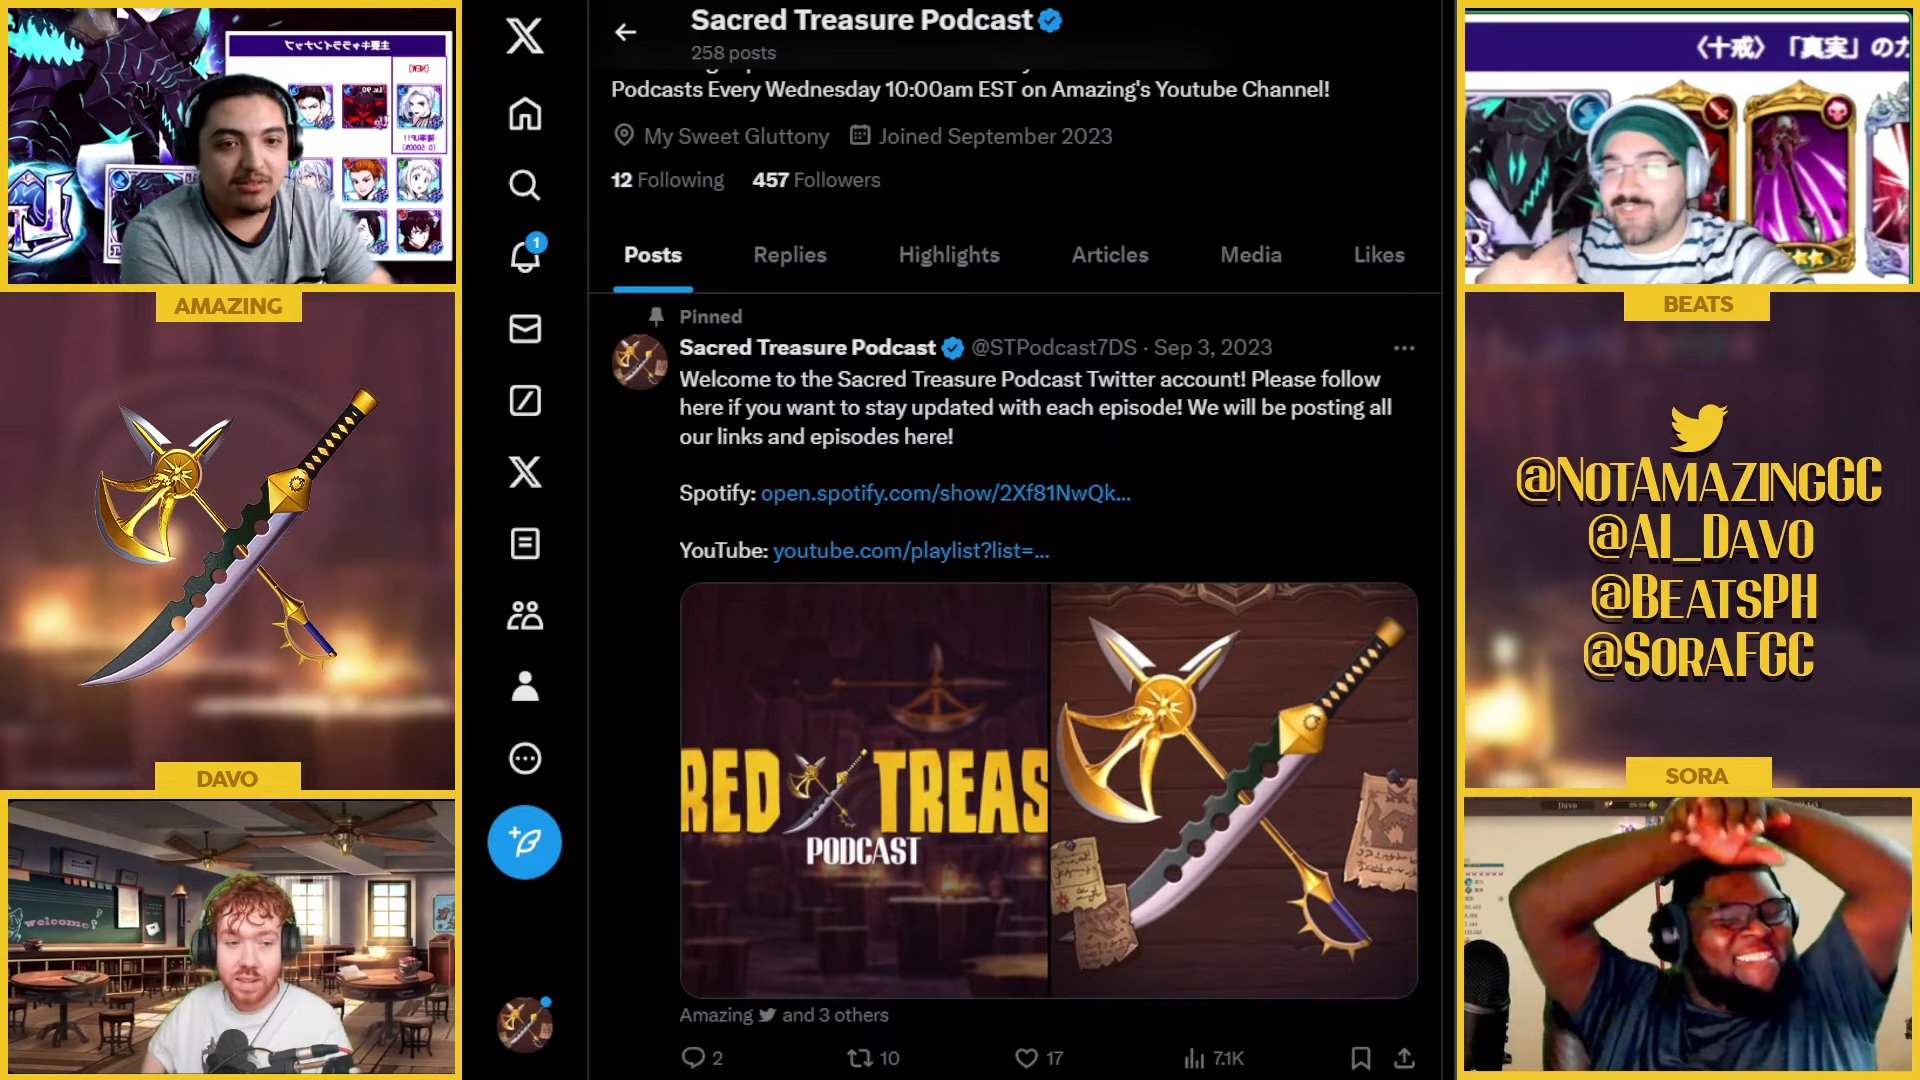 AMAZING
DAVO
welcome?
Sacred Treasure Podcast
258 posts
Podcasts Every Wednesday 10:00am EST on Amazing's Youtube Channel!
My Sweet Gluttony
Joined September 2023
12 Following 457 Followers
Posts Replies Highlights Articles Media Likes
Pinned
Sacred Treasure Podcast @STPodcast7DS · Sep 3, 2023
Welcome to the Sacred Treasure Podcast Twitter account! Please follow
here if you want to stay updated with each episode! We will be posting all
our links and episodes here!
Spotify: open.spotify.com/show/2Xf81NwQk...
YouTube: youtube.com/playlist?list=...
RED TREAS
PODCAST
Amazing and 3 others
2 10 17 7.1K
1
〈十戒〉「真実」のカ
BEATS
@NotAmazingGC
@AI_Davo
@BeatsPH
@SoraFGC
SORA
Davo